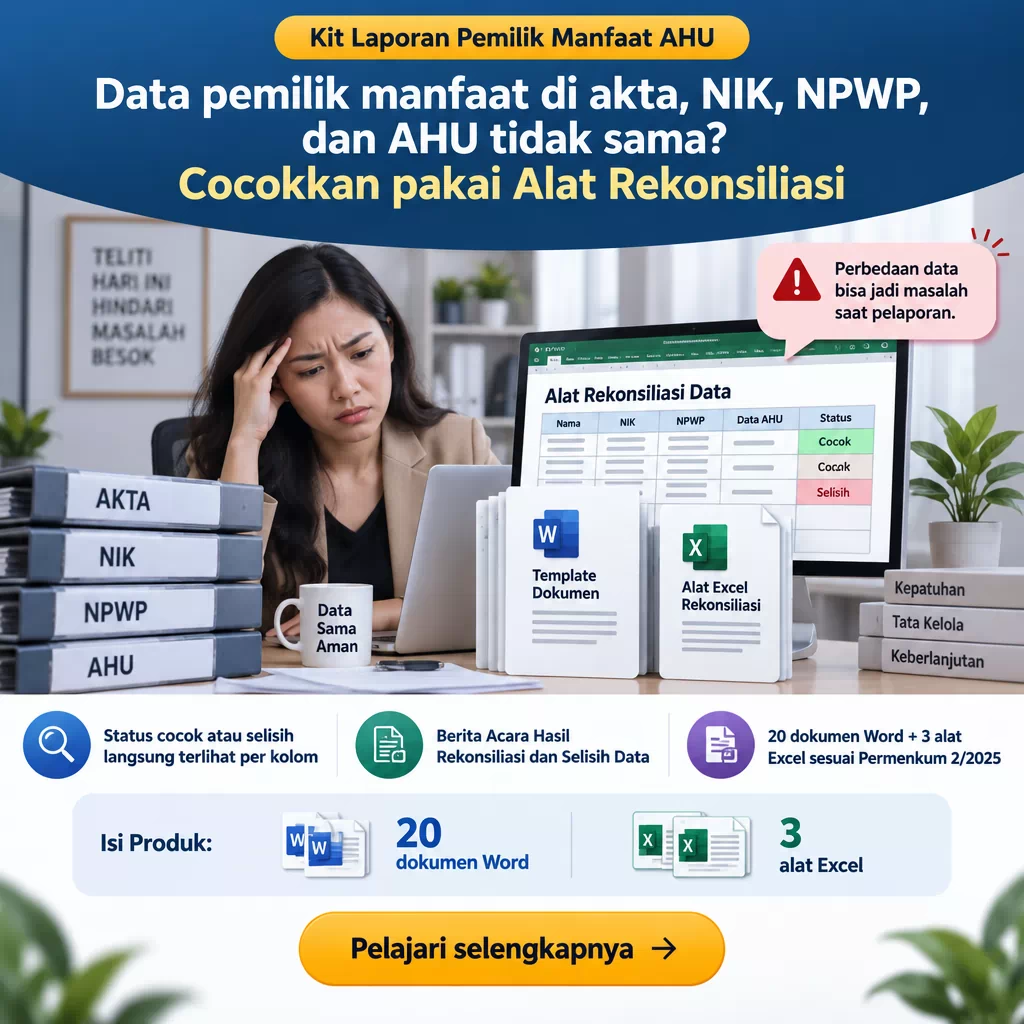 Kit Laporan Pemilik Manfaat AHU
Data pemilik manfaat di akta, NIK, NPWP,
dan AHU tidak sama?
Cocokkan pakai Alat Rekonsiliasi
TELITI
HARI INI
HINDARI
MASALAH
BESOK
Perbedaan data
bisa jadi masalah
saat pelaporan.
Alat Rekonsiliasi Data
Nama NIK NPWP Data AHU Status
Cocok
Cocok
Selisih
AKTA
NIK
NPWP
AHU
Data
Sama
Aman
W
Template
Dokumen
X
Alat Excel
Rekonsiliasi
Kepatuhan
Tata Kelola
Keberlanjutan
Status cocok atau selisih
langsung terlihat per kolom
Berita Acara Hasil
Rekonsiliasi dan Selisih Data
20 dokumen Word + 3 alat
Excel sesuai Permenkum 2/2025
Isi Produk:
W W
20
dokumen Word
X X
3
alat Excel
Pelajari selengkapnya →